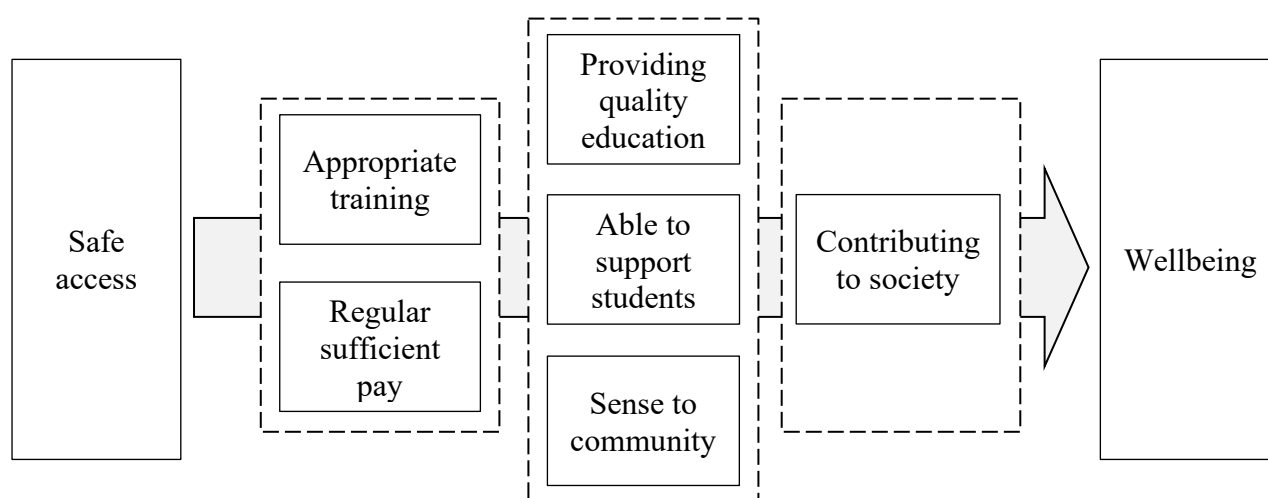 Safe
access
Appropriate
training
Regular
sufficient
pay
Providing
quality
education
Able to
support
students
Sense to
community
Contributing
to society
Wellbeing